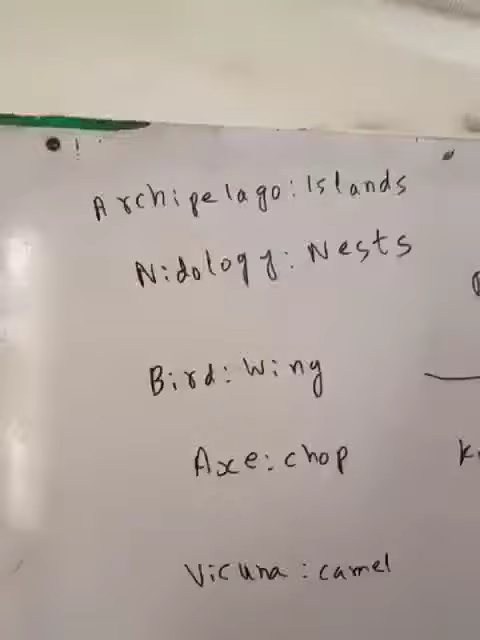 Archipelago: Islands
Nidology: Nests
Bird: Wing
Axe: chop
Vicuna: camel